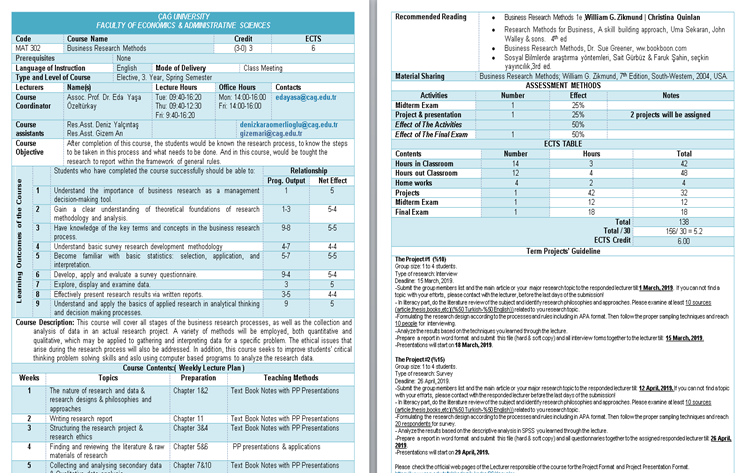 ÇAG UNIVERSITY
FACULTY OF ECONOMICS & ADMINISTRATIVE SCIENCES
Code Course Name Credit ECTS
MAT 302 Business Research Methods (3-0) 3 6
Prerequisites None
Language of Instruction English Mode of Delivery Class Meeting
Type and Level of Course Elective, 3. Year, Spring Semester
Lecturers Name(s) Lecture Hours Office Hours Contacts
Course Assoc. Prof. Dr. Eda Yaşa Tue: 09:40-16:20 Mon: 14:00-16:00 edayasa@cag.edu.tr
Coordinator Özeltürkay Thu: 09:40-12:30 Fri: 14:00-16:00
Fri: 9:40-16:20
Course Res.Asst. Deniz Yalçıntaş denizkaraomerlioglu@cag.edu.tr
assistants Res.Asst. Gizem Arı gizemari@cag.edu.tr
Course After completion of this course, the students would be known the research process, to know the steps
Objective to be taken in this process and what needs to be done. And in this course, would be tought the
research to report within the framework of general rules.
Learning Outcomes of the Course
Students who have completed the course successfully should be able to: Relationship
Prog. Output Net Effect
1 Understand the importance of business research as a management 1 5
decision-making tool.
2 Gain a clear understanding of theoretical foundations of research 1-3 5-4
methodology and analysis.
3 Have knowledge of the key terms and concepts in the business research 9-8 5-5
process.
4 Understand basic survey research development methodology 4-7 4-4
5 Become familiar with basic statistics: selection, application, and 5-7 5-5
interpretation.
6 Develop, apply and evaluate a survey questionnaire. 9-4 5-4
7 Explore, display and examine data. 3 5
8 Effectively present research results via written reports. 3-5 4-4
9 Understand and apply the basics of applied research in analytical thinking 9 5
and decision making processes.
Course Description: This course will cover all stages of the business research processes, as well as the collection and
analysis of data in an actual research project. A variety of methods will be employed, both quantitative and
qualitative, which may be applied to gathering and interpreting data for a specific problem. The ethical issues that
arise during the research process will also be addressed. In addition, this course seeks to improve students' critical
thinking problem solving skills and aslo using computer based programs to analyze the research data.
Course Contents:( Weekly Lecture Plan )
Weeks Topics Preparation Teaching Methods
1 The nature of research and data & Chapter 1&2 Text Book Notes with PP Presentations
research designs & philosophies and
approaches
2 Writing research report Chapter 11 Text Book Notes with PP Presentations
3 Structuring the research project & Chapter 3&4 Text Book Notes with PP Presentations
research ethics
4 Finding and reviewing the literature & raw Chapter 5&6 PP presentations & applications
materials of research
5 Collecting and analysing secondary data Chapter 7&10 Text Book Notes with PP Presentations
Recommended Reading • Business Research Methods 1e ,William G. Zikmund | Christina Quinlan
• Research Methods for Business, A skill building approach, Uma Sekaran, John
Walley & sons. 4th ed
• Business Research Methods, Dr. Sue Greener, ww.bookboon.com
• Sosyal Bilimlerde araştırma yöntemleri, Sait Gürbüz & Faruk Şahin, seçkin
yayıncılık,3rd ed.
Material Sharing Business Research Methods; William G. Zikmund, 7th Edition, South-Western, 2004, USA.
ASSESSMENT METHODS
Activities Number Effect Notes
Midterm Exam 1 25%
Project & presentation 1 25% 2 projects will be assigned
Effect of The Activities 50%
Effect of The Final Exam 1 50%
ECTS TABLE
Contents Number Hours Total
Hours in Classroom 14 3 42
Hours out Classroom 12 4 48
Home works 4 2 4
Projects 1 42 32
Midterm Exam 1 12 12
Final Exam 1 18 18
Total 138
Total / 30 156/ 30 = 5.2
ECTS Credit 6.00
Term Projects' Guideline
The Project #1 (%10)
Group size: 1 to 4 students.
Type of research: Interview
Deadline: 15 March, 2019.
-Submit the group members list and the main article or your major research topic to the responded lecturer till 1 March, 2019. If you can not find a
topic with your efforts, please contact with the lecturer, before the last days of the submission!
- In literacy part, do the literature review of the subject and identify research philosophies and approaches. Please examine at least 10 sources
(article,thesis,books,etc)(%50 Turkish-%50 English) related to your research topic.
-Formulating the research design according to the processes and rules including in APA format. Then follow the proper sampling techniques and reach
10 people for interviewing.
-Analyze the results based on the techniques you learned through the lecture.
-Prepare a report in word format and submit this file (hard & soft copy) and all interview forms together to the lecturer till 15 March, 2019.
-Presentations will start on 18 March, 2019.
The Project #2 (%15)
Group size: 1 to 4 students.
Type of research: Survey
Deadline: 26 April, 2019.
-Submit the group members list and the main article or your major research topic to the responded lecturer till 12 April, 2019. If you can not find a topic
with your efforts, please contact with the responded lecturer before the last days of the submission!
- In literacy part, do the literature review of the subject and identify research philosophies and approaches. Please examine at least 10 sources
(article,thesis,books,etc)(%50 Turkish-%50 English) related to you research topic.
-Formulating the research design according to the processes and rules including in APA format. Then follow the proper sampling techniques and reach
20 respondents for survey.
-Analyze the results based on the descriptive analysis in SPSS you learned through the lecture.
-Prepare a report in word format and submit this file (hard & soft copy) and all questionnaries together to the assigned responded lecturer till 26 April,
2019.
-Presentations will start on 29 April, 2019.
Please check the official web pages of the Lecturer responsible of the course for the Project Format and Project Presentation Format.